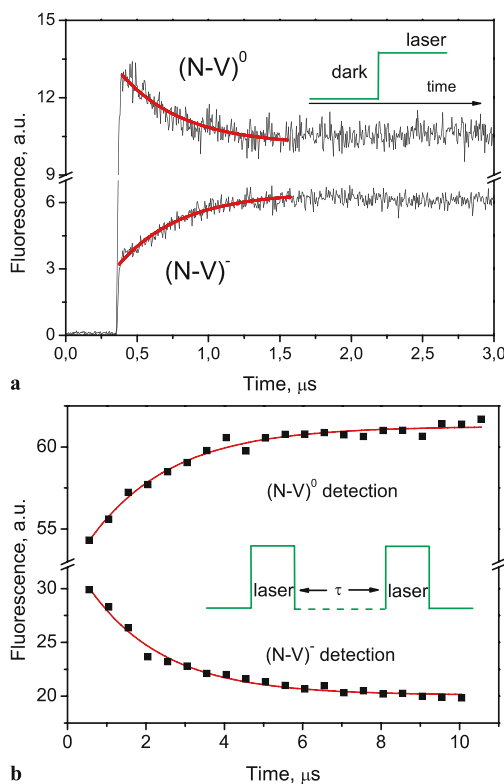 15
12
9
6
3
0
Fluorescence, a.u.
(N-V)0
(N-V)-
dark
laser
time
0,0 0,5 1,0 1,5 2,0 2,5 3,0
Time, μs
a
60
55
30
25
20
Fluorescence, a.u.
(N-V)0 detection
laser τ laser
(N-V)- detection
0 2 4 6 8 10
Time, μs
b